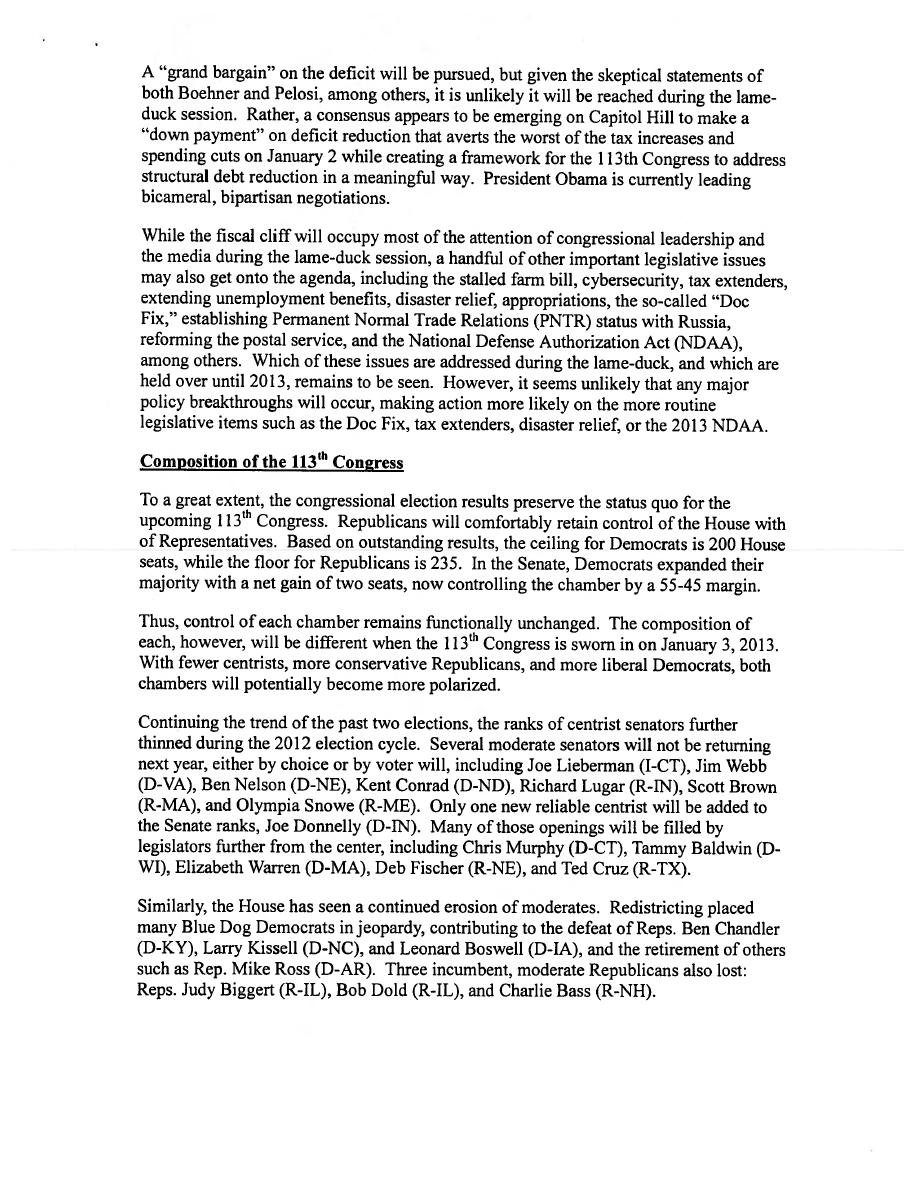 A “grand bargain” on the deficit will be pursued, but given the skeptical statements of
both Boehner and Pelosi, among others, it is unlikely it will be reached during the lame-
duck session.  Rather, a consensus appears to be emerging on Capitol Hill to make a
“down payment” on deficit reduction that averts the worst of the tax increases and
spending cuts on January 2 while creating a framework for the 113th Congress to address
structural debt reduction in a meaningful way.  President Obama is currently leading
bicameral, bipartisan negotiations.

While the fiscal cliff will occupy most of the attention of congressional leadership and
the media during the lame-duck session, a handful of other important legislative issues
may also get onto the agenda, including the stalled farm bill, cybersecurity, tax extenders,
extending unemployment benefits, disaster relief, appropriations, the so-called “Doc
Fix,” establishing Permanent Normal Trade Relations (PNTR) status with Russia,
reforming the postal service, and the National Defense Authorization Act (NDAA),
among others.  Which of these issues are addressed during the lame-duck, and which are
held over until 2013, remains to be seen.  However, it seems unlikely that any major
policy breakthroughs will occur, making action more likely on the more routine
legislative items such as the Doc Fix, tax extenders, disaster relief, or the 2013 NDAA.

Composition of the 113th Congress

To a great extent, the congressional election results preserve the status quo for the
upcoming 113th Congress.  Republicans will comfortably retain control of the House with
of Representatives.  Based on outstanding results, the ceiling for Democrats is 200 House
seats, while the floor for Republicans is 235.  In the Senate, Democrats expanded their
majority with a net gain of two seats, now controlling the chamber by a 55-45 margin.

Thus, control of each chamber remains functionally unchanged.  The composition of
each, however, will be different when the 113th Congress is sworn in on January 3, 2013.
With fewer centrists, more conservative Republicans, and more liberal Democrats, both
chambers will potentially become more polarized.

Continuing the trend of the past two elections, the ranks of centrist senators further
thinned during the 2012 election cycle.  Several moderate senators will not be returning
next year, either by choice or by voter will, including Joe Lieberman (I-CT), Jim Webb
(D-VA), Ben Nelson (D-NE), Kent Conrad (D-ND), Richard Lugar (R-IN), Scott Brown
(R-MA), and Olympia Snowe (R-ME).  Only one new reliable centrist will be added to
the Senate ranks, Joe Donnelly (D-IN).  Many of those openings will be filled by
legislators further from the center, including Chris Murphy (D-CT), Tammy Baldwin (D-
WI), Elizabeth Warren (D-MA), Deb Fischer (R-NE), and Ted Cruz (R-TX).

Similarly, the House has seen a continued erosion of moderates.  Redistricting placed
many Blue Dog Democrats in jeopardy, contributing to the defeat of Reps. Ben Chandler
(D-KY), Larry Kissell (D-NC), and Leonard Boswell (D-IA), and the retirement of others
such as Rep. Mike Ross (D-AR).  Three incumbent, moderate Republicans also lost:
Reps. Judy Biggert (R-IL), Bob Dold (R-IL), and Charlie Bass (R-NH).